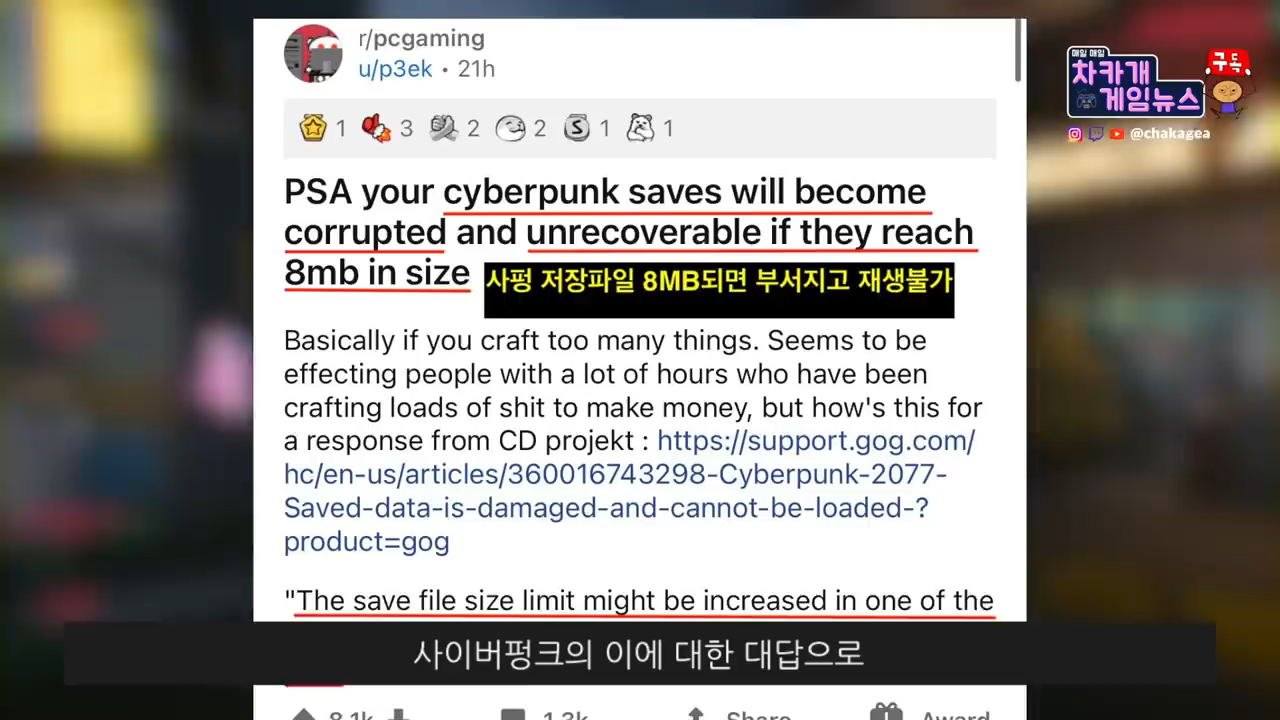 r/pcgaming
u/p3ek • 21h
1 3 2 2 1 1
매일 매일
차카개
게임뉴스
구독
@chakagea
PSA your cyberpunk saves will become
corrupted and unrecoverable if they reach
8mb in size
사펑 저장파일 8MB되면 부서지고 재생불가
Basically if you craft too many things. Seems to be
effecting people with a lot of hours who have been
crafting loads of shit to make money, but how's this for
a response from CD projekt : https://support.gog.com/
hc/en-us/articles/360016743298-Cyberpunk-2077-
Saved-data-is-damaged-and-cannot-be-loaded-?
product=gog
"The save file size limit might be increased in one of the
사이버펑크의 이에 대한 대답으로
8.1k 1.3k Share Award